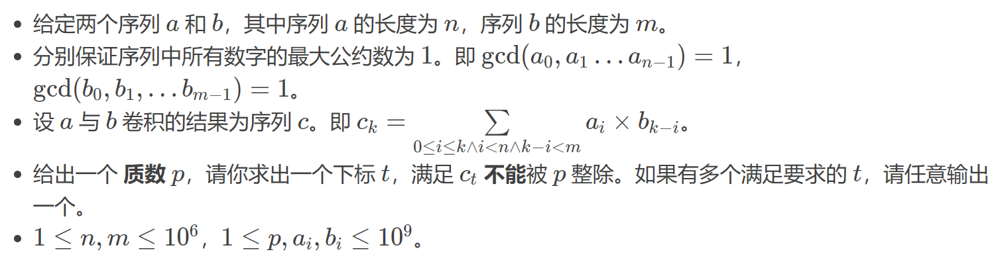 • 给定两个序列 $a$ 和 $b$，其中序列 $a$ 的长度为 $n$，序列 $b$ 的长度为 $m$。
• 分别保证序列中所有数字的最大公约数为 $1$。即 $\gcd(a_0, a_1 \ldots a_{n-1}) = 1$，
$\gcd(b_0, b_1, \ldots b_{m-1}) = 1$。
• 设 $a$ 与 $b$ 卷积的结果为序列 $c$。即 $c_k = \sum\limits_{0 \le i \le k \wedge i < n \wedge k-i < m} a_i \times b_{k-i}$。
• 给出一个 质数 $p$，请你求出一个下标 $t$，满足 $c_t$ 不能被 $p$ 整除。如果有多个满足要求的 $t$，请任意输出
一个。
• $1 \le n, m \le 10^6$，$1 \le p, a_i, b_i \le 10^9$。